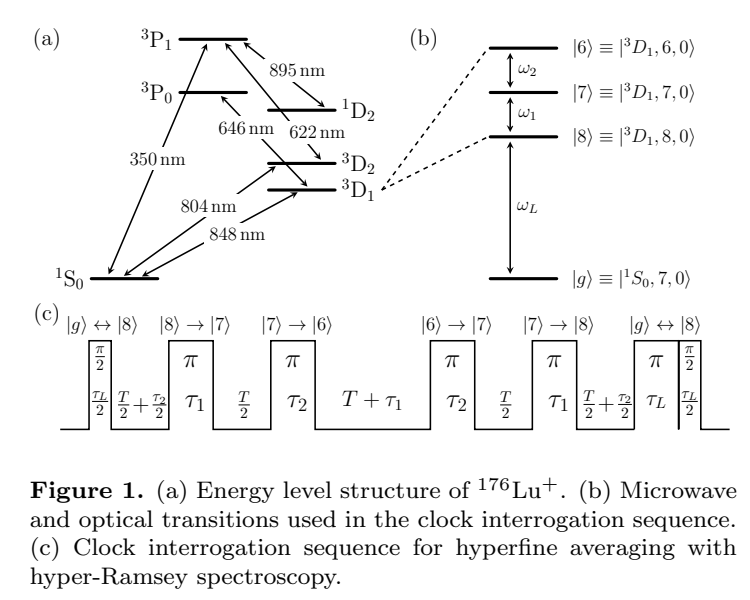 (a)
³P₁
³P₀
895 nm
¹D₂
646 nm
622 nm
350 nm
³D₂
³D₁
804 nm
848 nm
¹S₀
(b)
|6⟩ ≡ |³D₁, 6, 0⟩
ω₂
|7⟩ ≡ |³D₁, 7, 0⟩
ω₁
|8⟩ ≡ |³D₁, 8, 0⟩
ω_L
|g⟩ ≡ |¹S₀, 7, 0⟩
(c)
|g⟩ ↔ |8⟩ |8⟩ → |7⟩ |7⟩ → |6⟩ |6⟩ → |7⟩ |7⟩ → |8⟩ |g⟩ ↔ |8⟩
π/2 π π π π π π/2
τ_L/2 T/2 + τ₂/2 τ₁ T/2 τ₂ T + τ₁ τ₂ T/2 τ₁ T/2 + τ₂/2 τ_L τ_L/2
Figure 1. (a) Energy level structure of ¹⁷⁶Lu⁺. (b) Microwave
and optical transitions used in the clock interrogation sequence.
(c) Clock interrogation sequence for hyperfine averaging with
hyper-Ramsey spectroscopy.